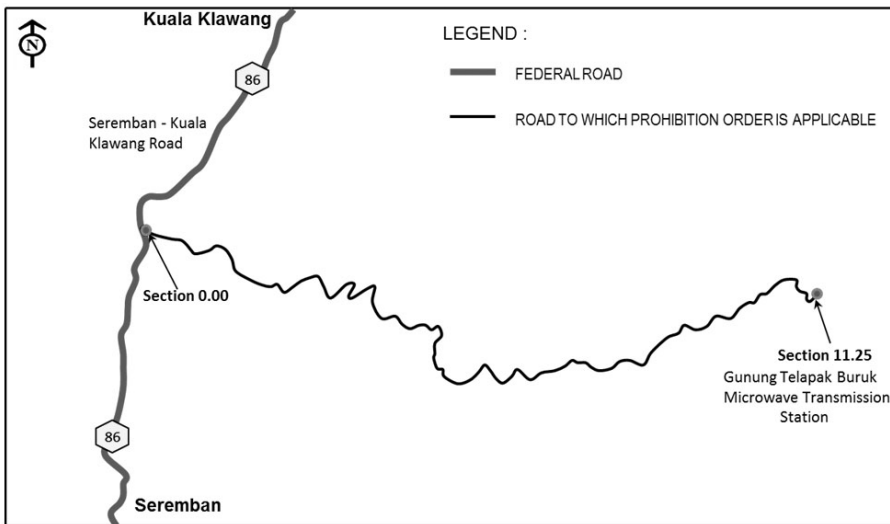 Kuala Klawang
N
LEGEND :
86
FEDERAL ROAD
Seremban - Kuala
Klawang Road
ROAD TO WHICH PROHIBITION ORDER IS APPLICABLE
Section 0.00
Section 11.25
Gunung Telapak Buruk
Microwave Transmission
Station
86
Seremban